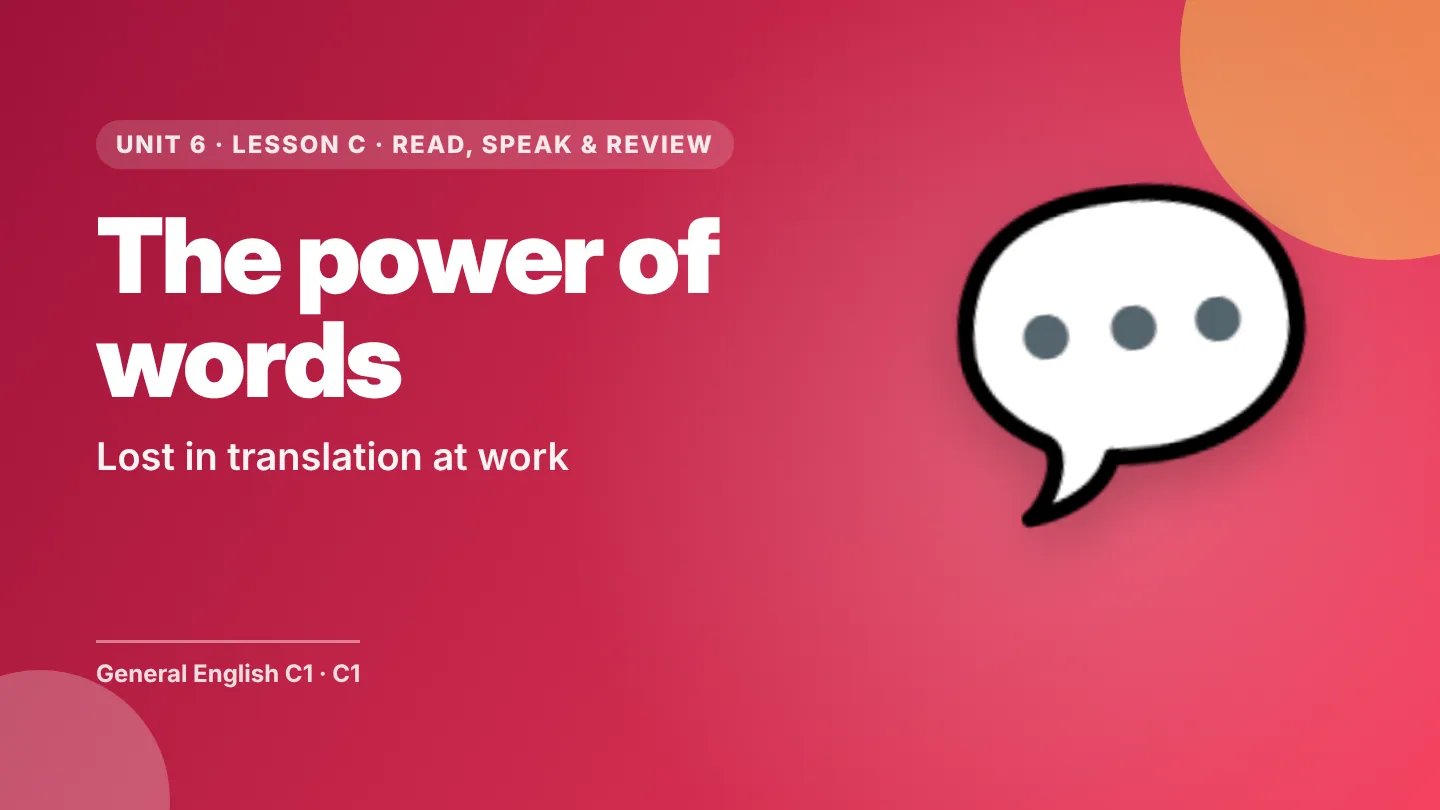 UNIT 6 · LESSON C · READ, SPEAK & REVIEW
The power of
words
Lost in translation at work
General English C1 · C1